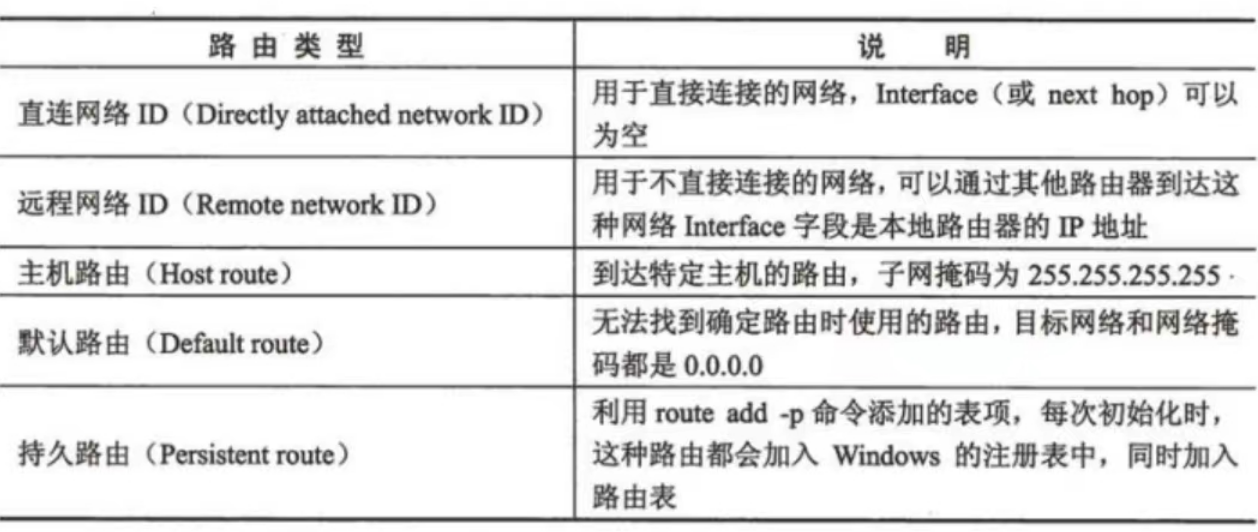 路由类型 说 明
直连网络 ID（Directly attached network ID） 用于直接连接的网络，Interface（或 next hop）可以
为空
远程网络 ID（Remote network ID） 用于不直接连接的网络，可以通过其他路由器到达这
种网络 Interface 字段是本地路由器的 IP 地址
主机路由（Host route） 到达特定主机的路由，子网掩码为 255.255.255.255
默认路由（Default route） 无法找到确定路由时使用的路由，目标网络和网络掩
码都是 0.0.0.0
持久路由（Persistent route） 利用 route add -p 命令添加的表项，每次初始化时，
这种路由都会加入 Windows 的注册表中，同时加入
路由表